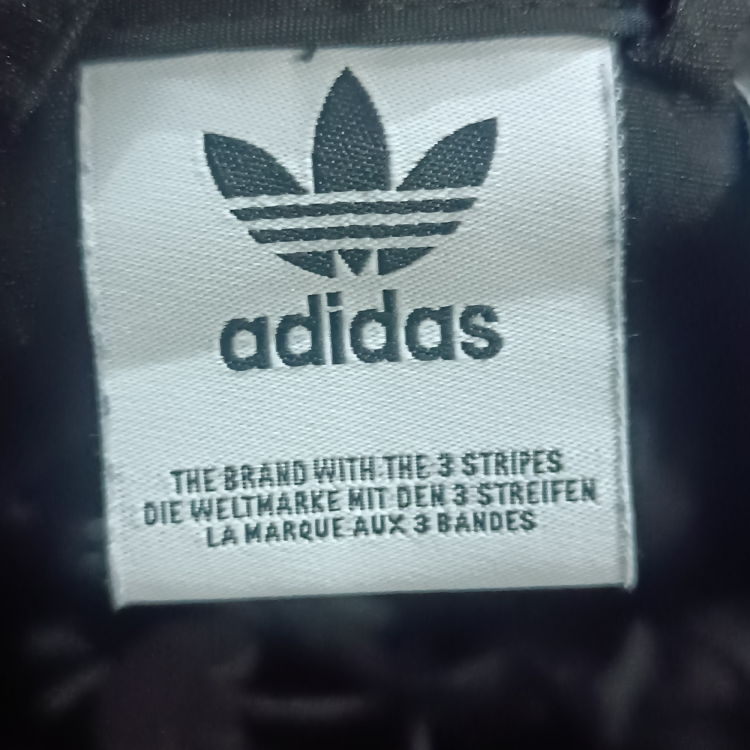 adidas
THE BRAND WITH THE 3 STRIPES
DIE WELTMARKE MIT DEN 3 STREIFEN
LA MARQUE AUX 3 BANDES